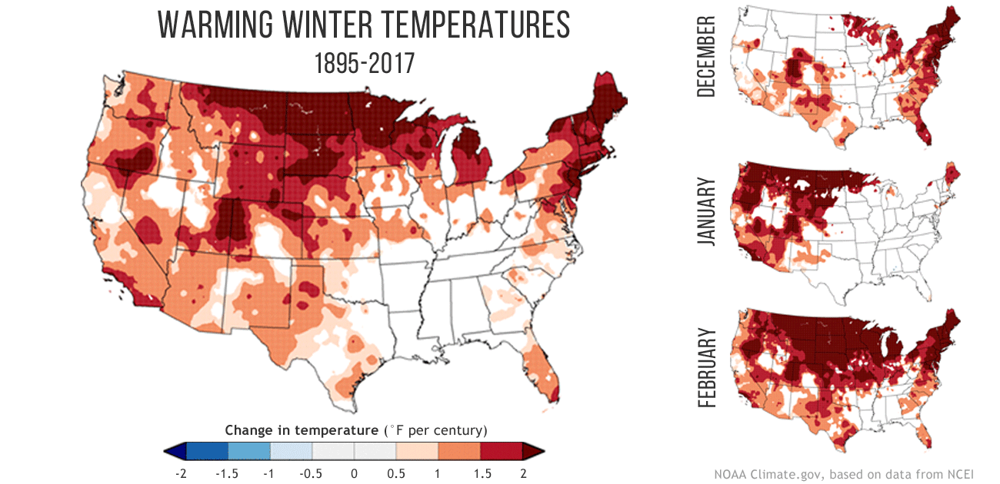 WARMING WINTER TEMPERATURES
1895-2017
DECEMBER
JANUARY
FEBRUARY
Change in temperature (°F per century)
-2 -1.5 -1 -0.5 0 0.5 1 1.5 2
NOAA Climate.gov, based on data from NCEI